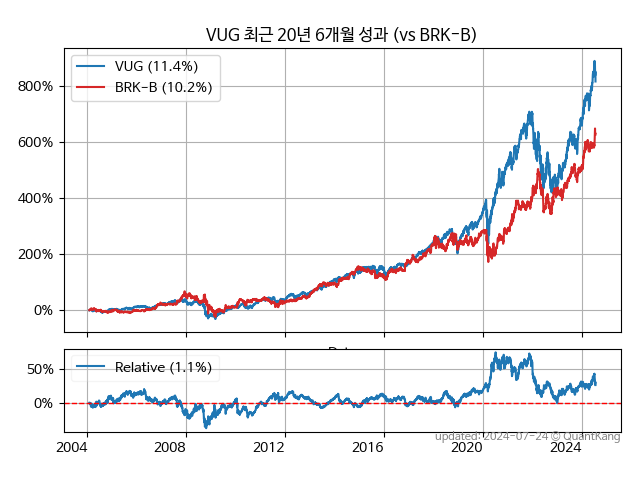 VUG 최근 20년 6개월 성과 (vs BRK-B)
VUG (11.4%)
BRK-B (10.2%)
800%
600%
400%
200%
0%
Relative (1.1%)
50%
0%
2004 2008 2012 2016 2020 2024
updated: 2024-07-24 © QuantKang